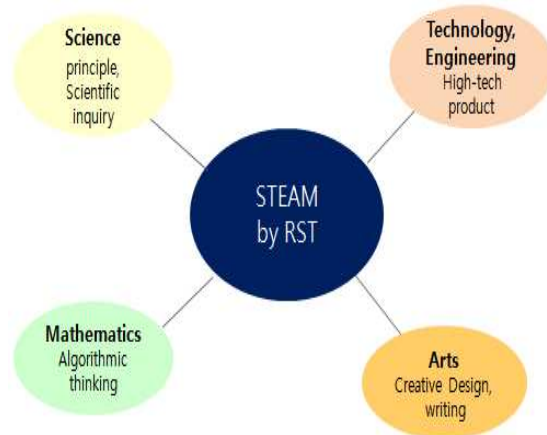 Science
principle,
Scientific
inquiry
Technology,
Engineering
High-tech
product
STEAM
by RST
Mathematics
Algorithmic
thinking
Arts
Creative Design,
writing